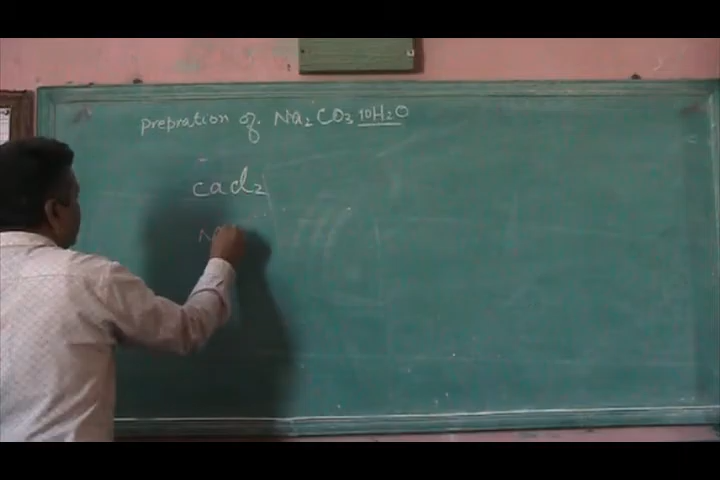 prepration of Na₂CO₃ 10H₂O
CaCl₂
N